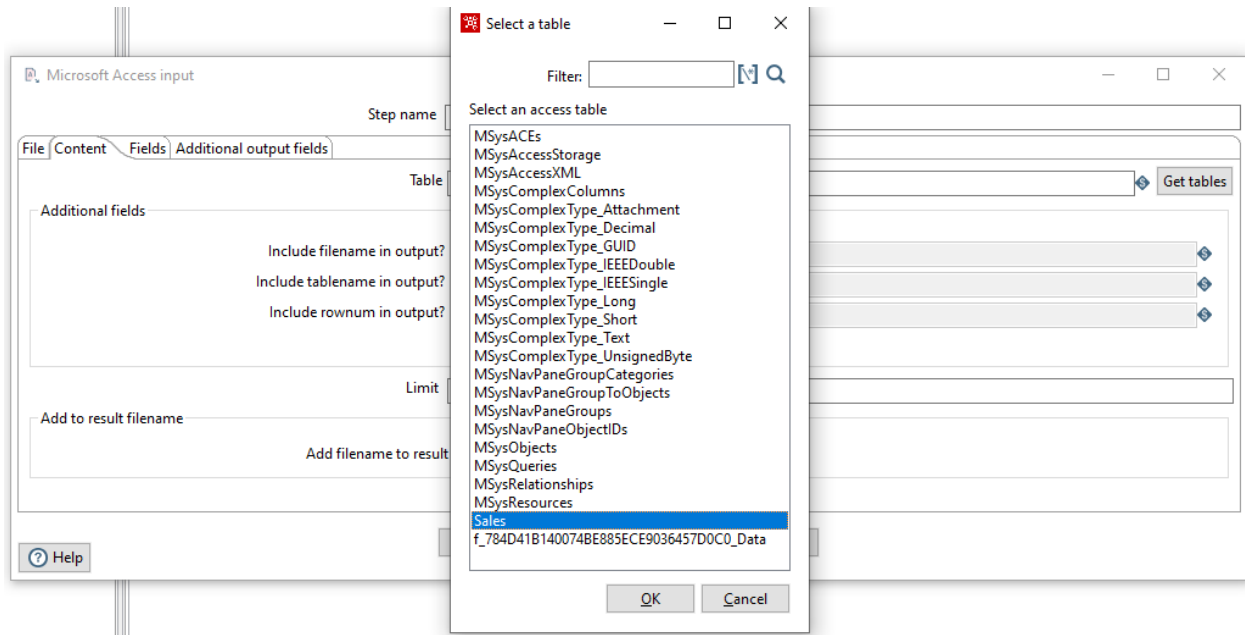 Select a table
Microsoft Access input
Filter:
Step name
Select an access table
File Content Fields Additional output fields
Table
Get tables
Additional fields
Include filename in output?
Include tablename in output?
Include rownum in output?
Limit
Add to result filename
Add filename to result
MSysACEs
MSysAccessStorage
MSysAccessXML
MSysComplexColumns
MSysComplexType_Attachment
MSysComplexType_Decimal
MSysComplexType_GUID
MSysComplexType_IEEEDouble
MSysComplexType_IEEESingle
MSysComplexType_Long
MSysComplexType_Short
MSysComplexType_Text
MSysComplexType_UnsignedByte
MSysNavPaneGroupCategories
MSysNavPaneGroupToObjects
MSysNavPaneGroups
MSysNavPaneObjectIDs
MSysObjects
MSysQueries
MSysRelationships
MSysResources
Sales
f_784D41B140074BE885ECE9036457D0C0_Data
Help
OK
Cancel